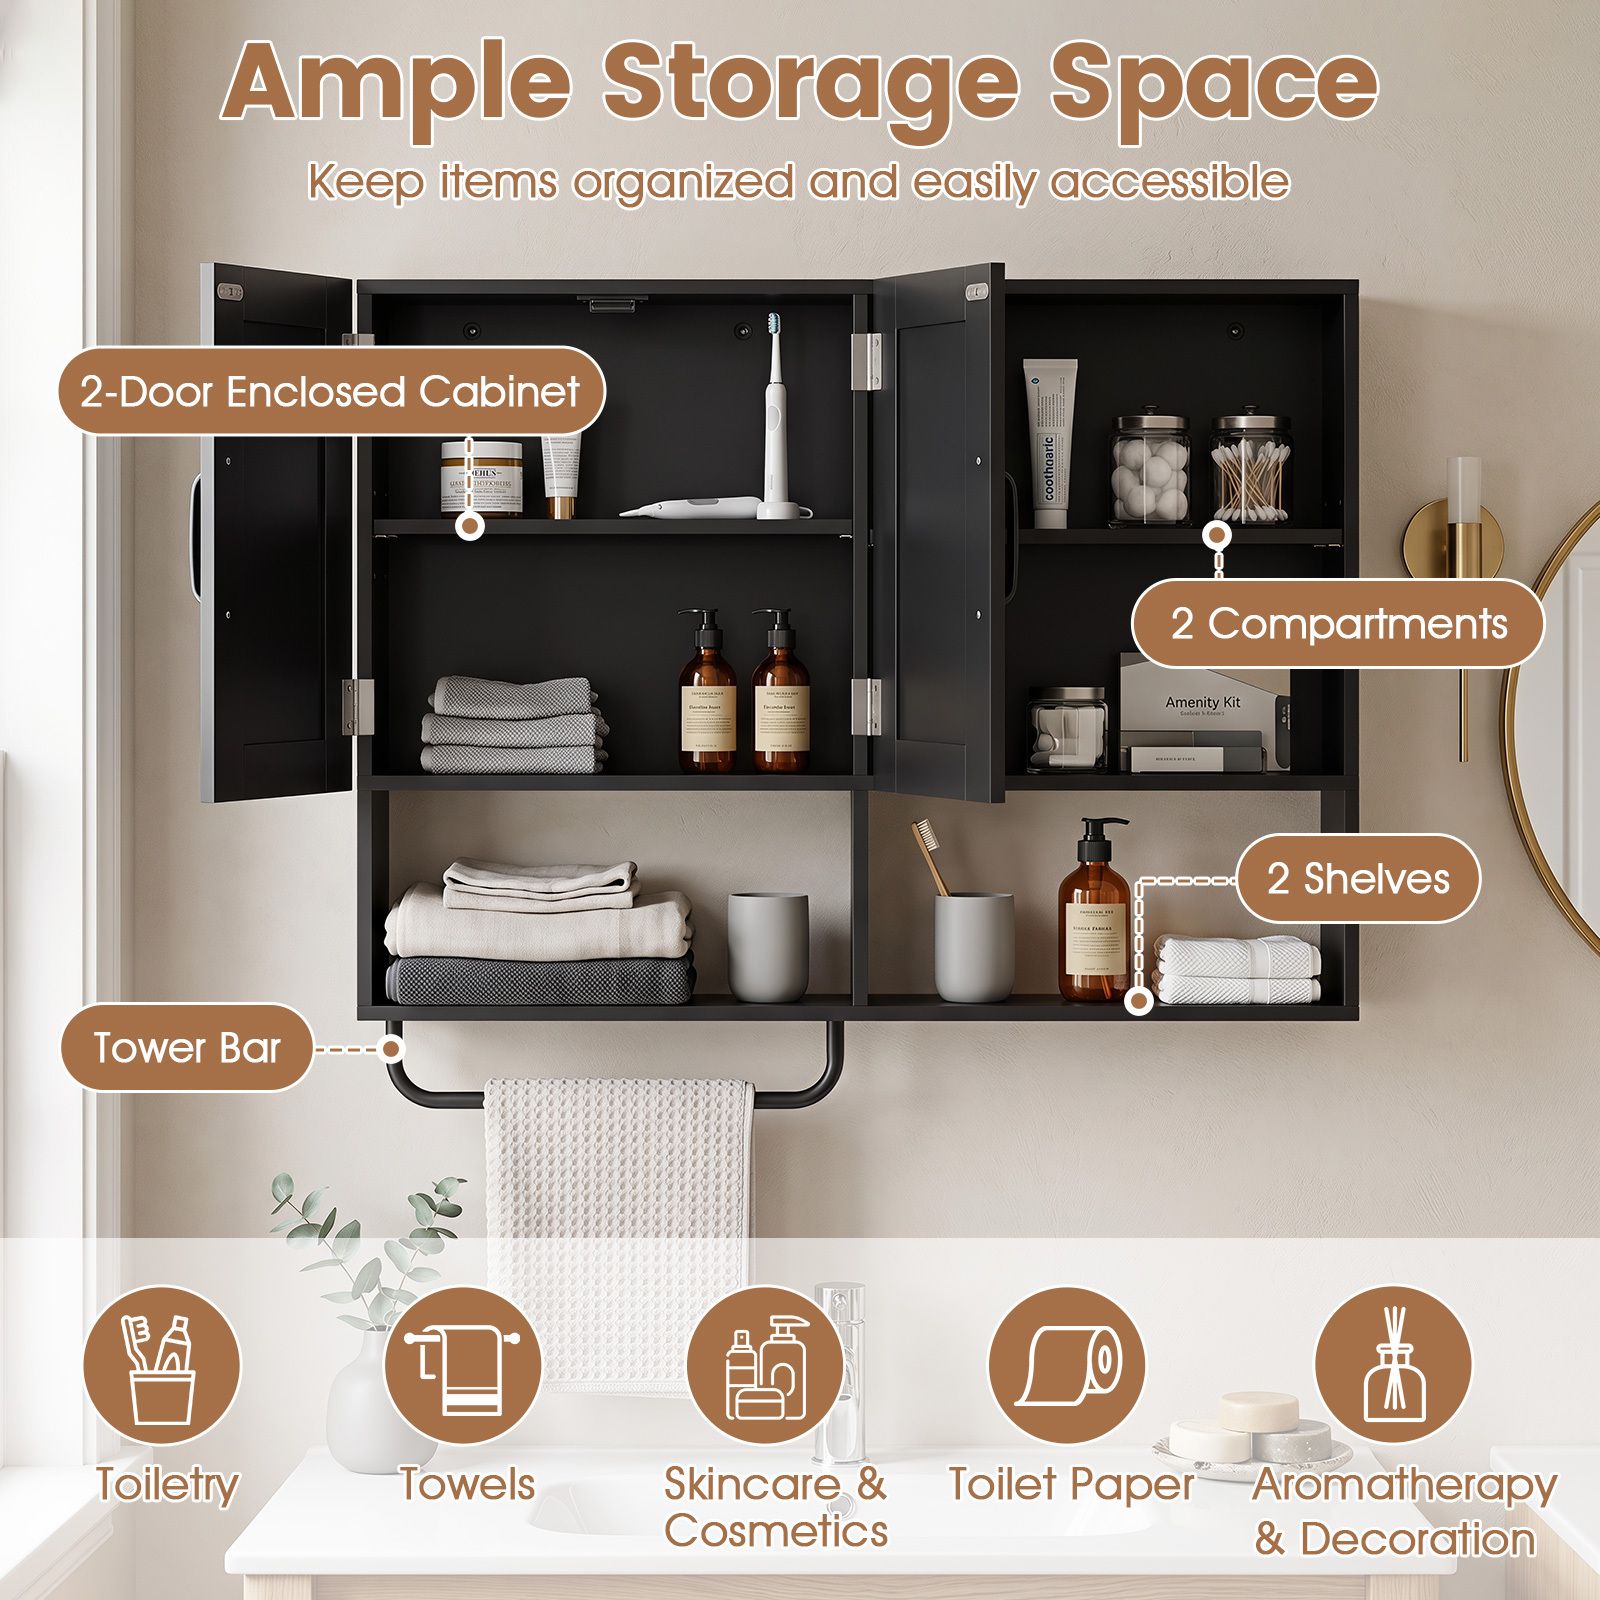 Ample Storage Space
Keep items organized and easily accessible
2-Door Enclosed Cabinet
coothoaric
2 Compartments
Amenity Kit
2 Shelves
Tower Bar
Toiletry
Towels
Skincare &
Cosmetics
Toilet Paper
Aromatherapy
& Decoration